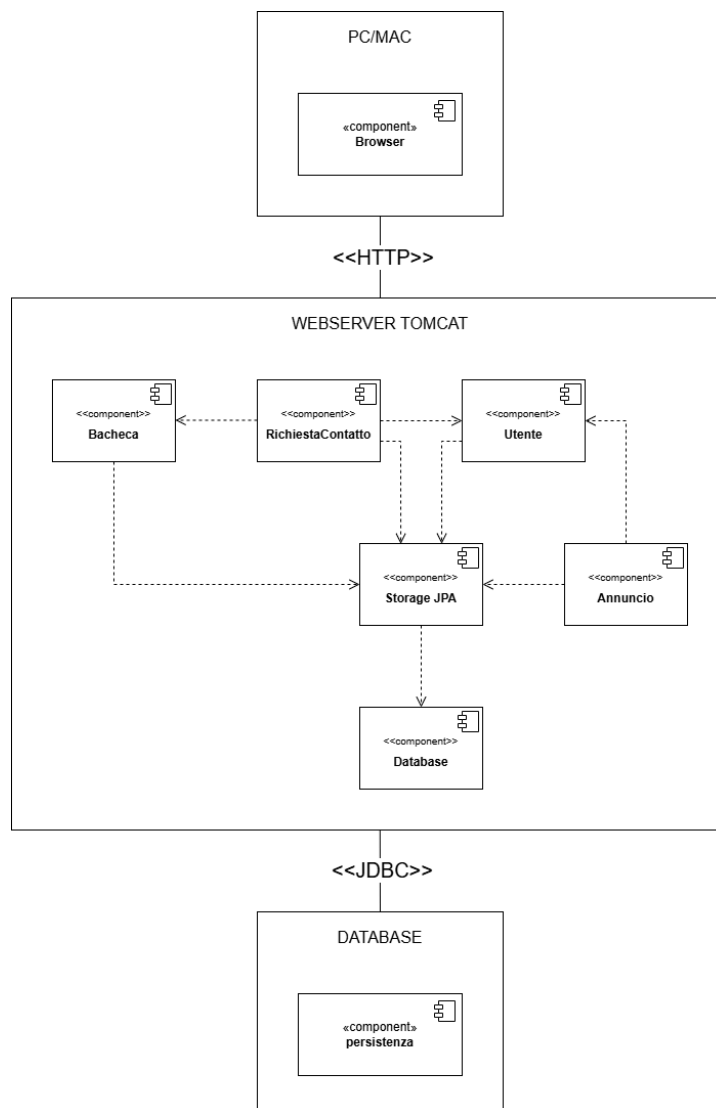 PC/MAC
«component»
Browser
<<HTTP>>
WEBSERVER TOMCAT
<<component>>
Bacheca
<<component>>
RichiestaContatto
<<component>>
Utente
<<component>>
Storage JPA
<<component>>
Annuncio
<<component>>
Database
<<JDBC>>
DATABASE
«component»
persistenza